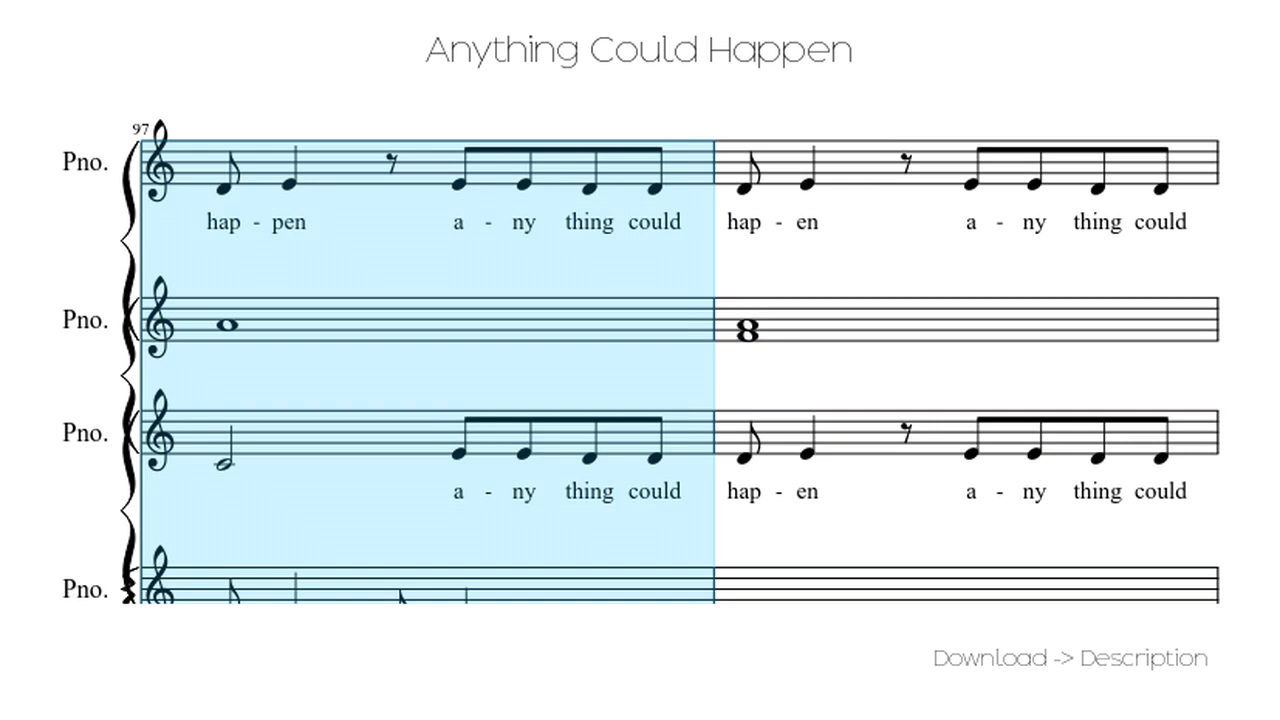 Anything Could Happen
97
Pno.
hap - pen a - ny thing could hap - en a - ny thing could
Pno.
Pno.
a - ny thing could hap - en a - ny thing could
Pno.
Download -> Description